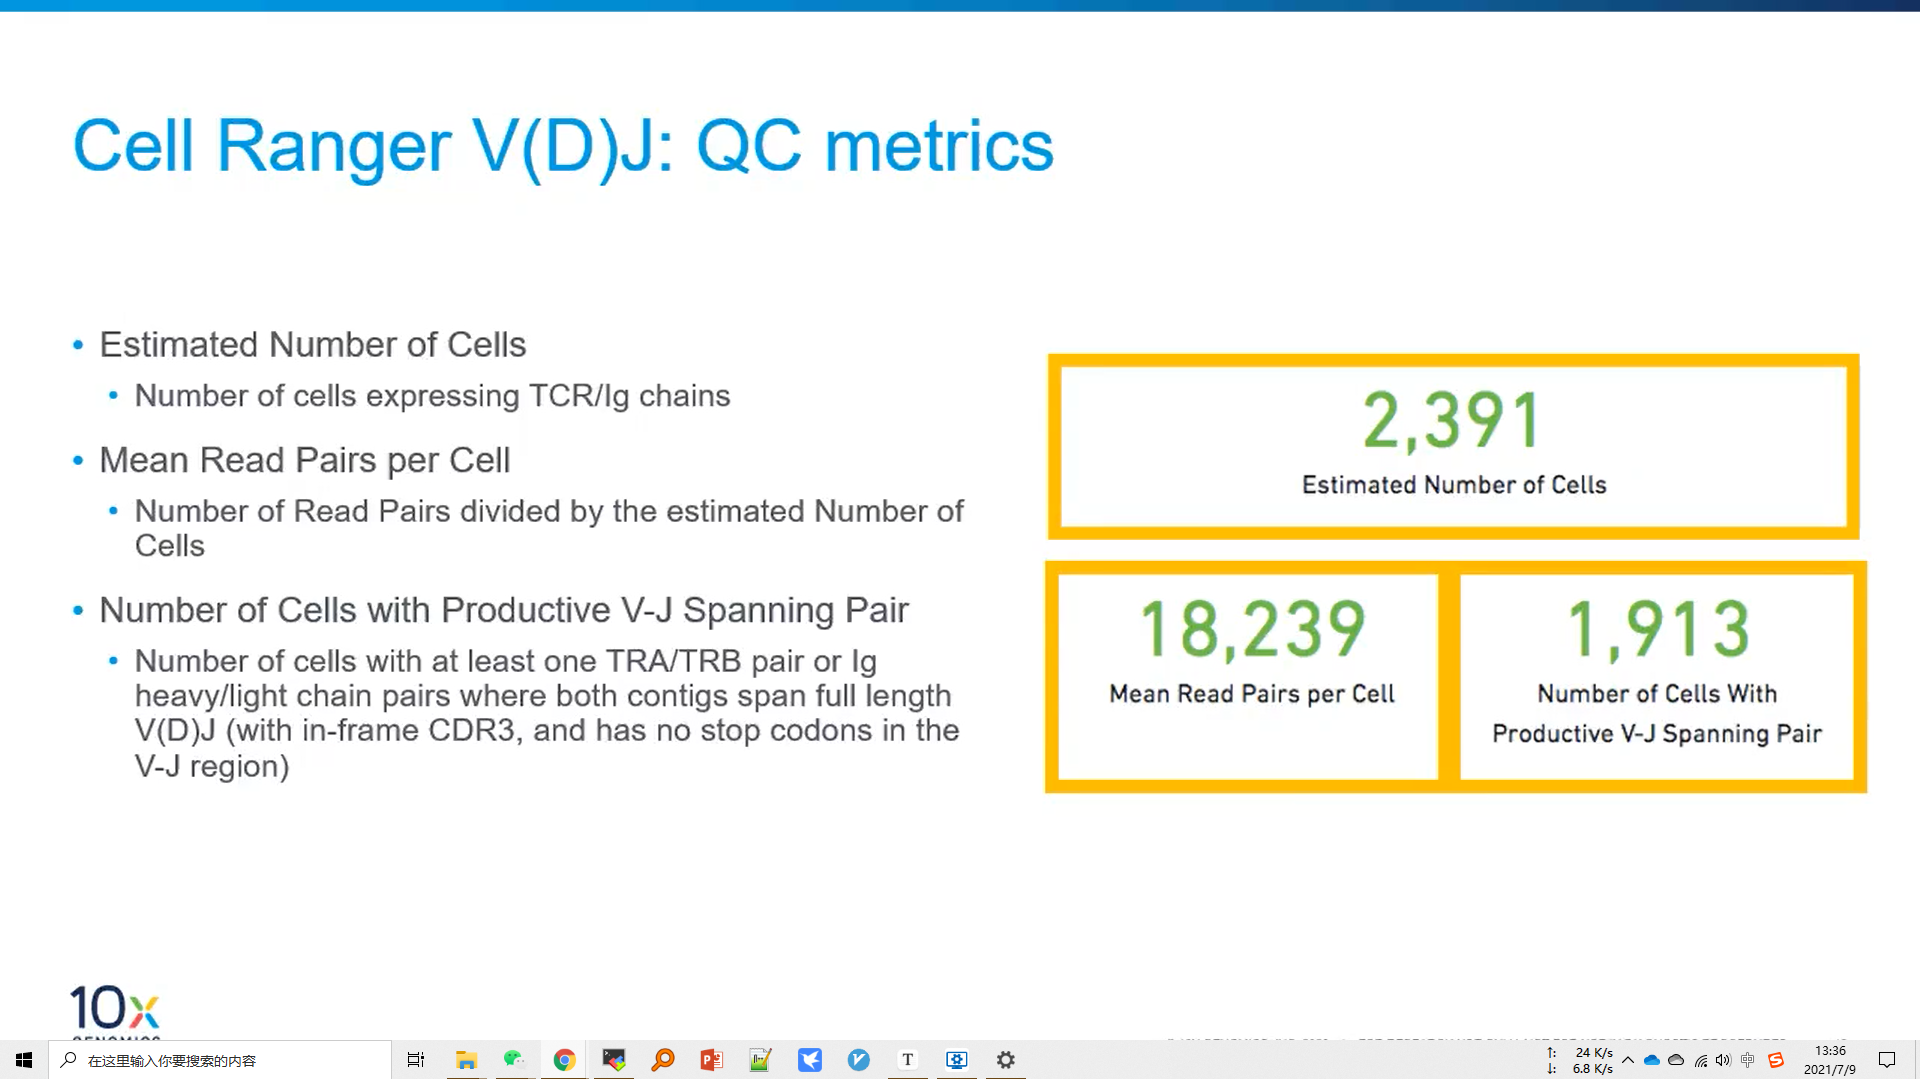 Cell Ranger V(D)J: QC metrics
• Estimated Number of Cells
• Number of cells expressing TCR/Ig chains
• Mean Read Pairs per Cell
• Number of Read Pairs divided by the estimated Number of
Cells
• Number of Cells with Productive V-J Spanning Pair
• Number of cells with at least one TRA/TRB pair or Ig
heavy/light chain pairs where both contigs span full length
V(D)J (with in-frame CDR3, and has no stop codons in the
V-J region)
2,391
Estimated Number of Cells
18,239
Mean Read Pairs per Cell
1,913
Number of Cells With
Productive V-J Spanning Pair
10x
GENOMICS
在这里输入你要搜索的内容
T
24 K/s
6.8 K/s
中
13:36
2021/7/9